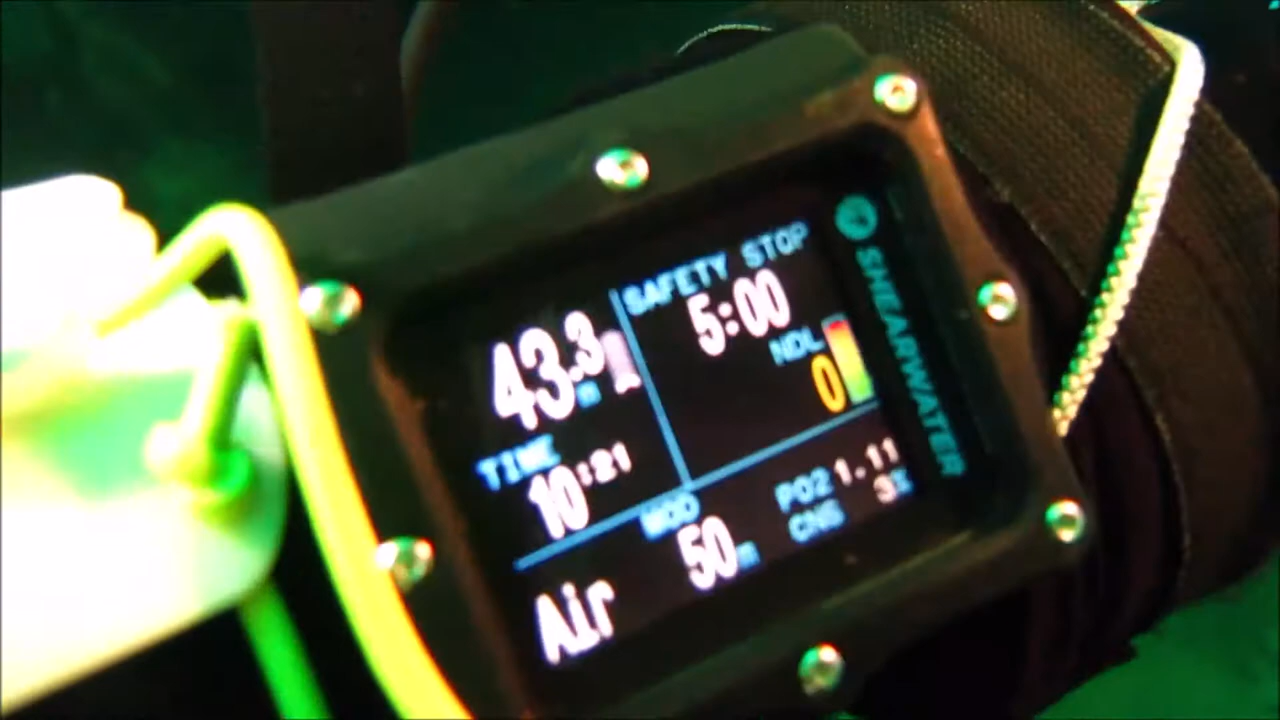 SAFETY STOP
43.3m
5:00
NDL
0
TIME
10:21
MOD
50m
PO2 1.11
CNS 3%
Air
SHEARWATER